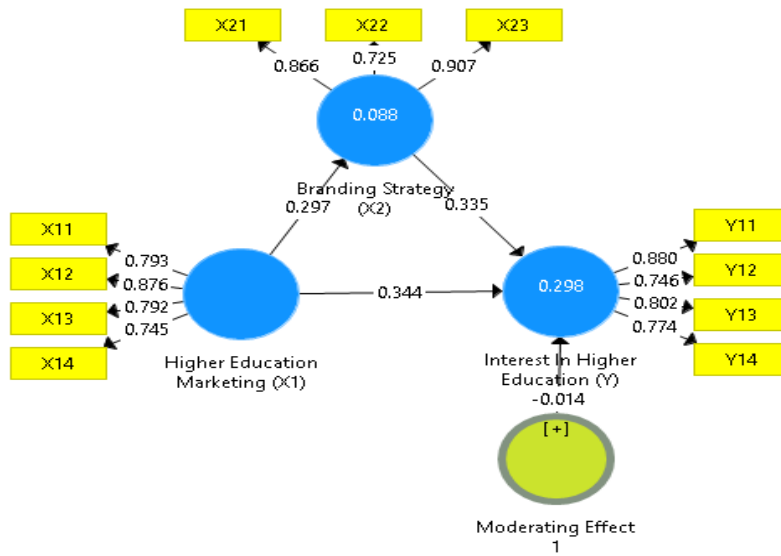 X21 X22 X23
0.866 0.725 0.907
0.088
Branding Strategy
(X2)
0.297 0.335
X11
X12
X13
X14
0.793
0.876
0.792
0.745
Higher Education
Marketing (X1)
0.344
0.298
Interest In Higher
Education (Y)
0.880
0.746
0.802
0.774
Y11
Y12
Y13
Y14
-0.014
[+]
Moderating Effect
1